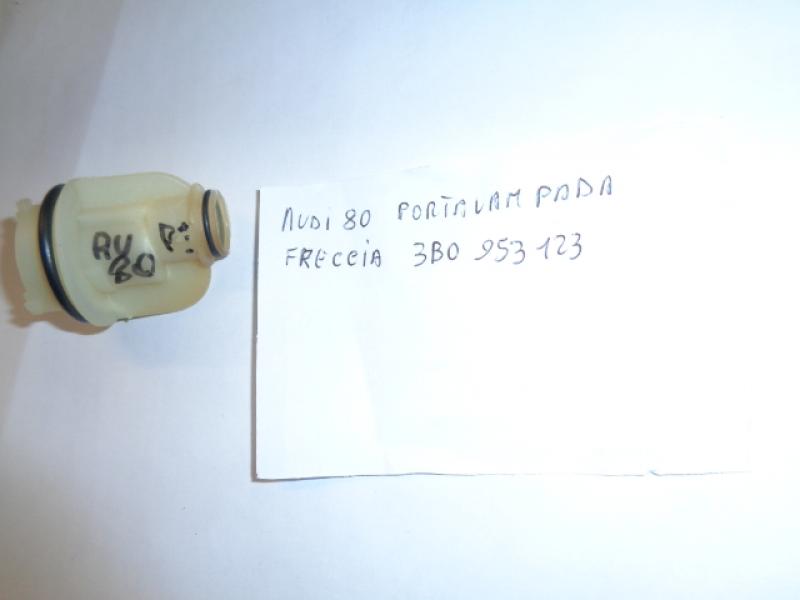 AUDI 80 PORTALAMPADA
FRECCIA 3B0 953 123
AU
80